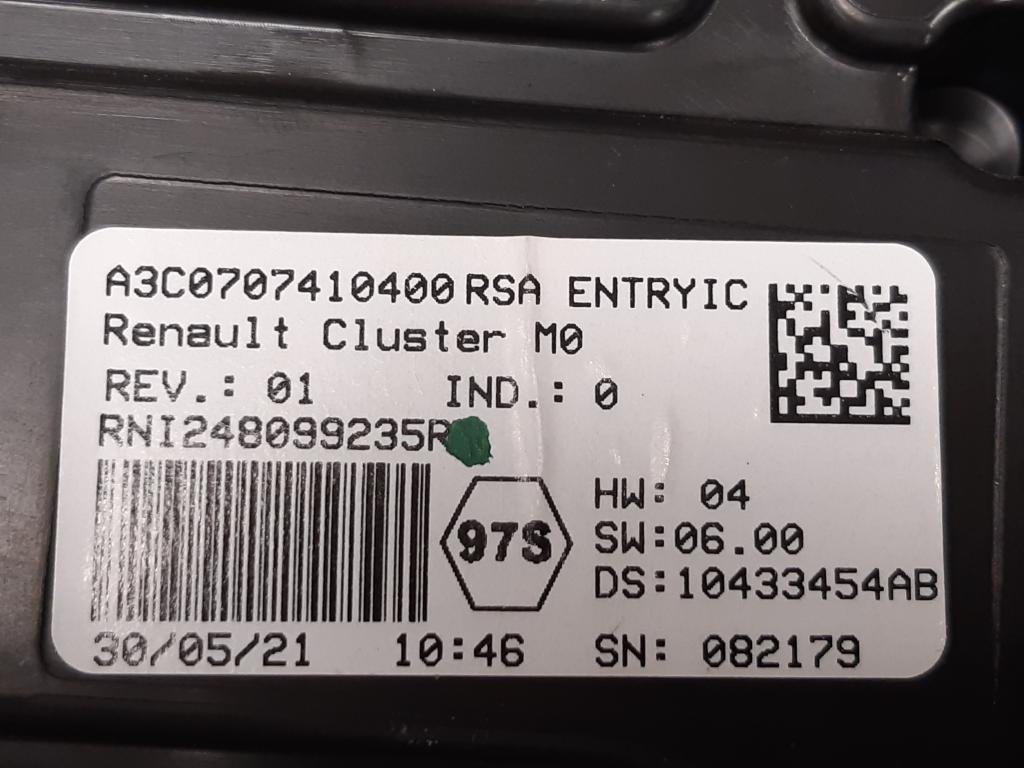 A3C0707410400 RSA ENTRYIC
Renault Cluster M0
REV.: 01 IND.: 0
RNI248099235R
97S
HW: 04
SW:06.00
DS:10433454AB
30/05/21 10:46 SN: 082179